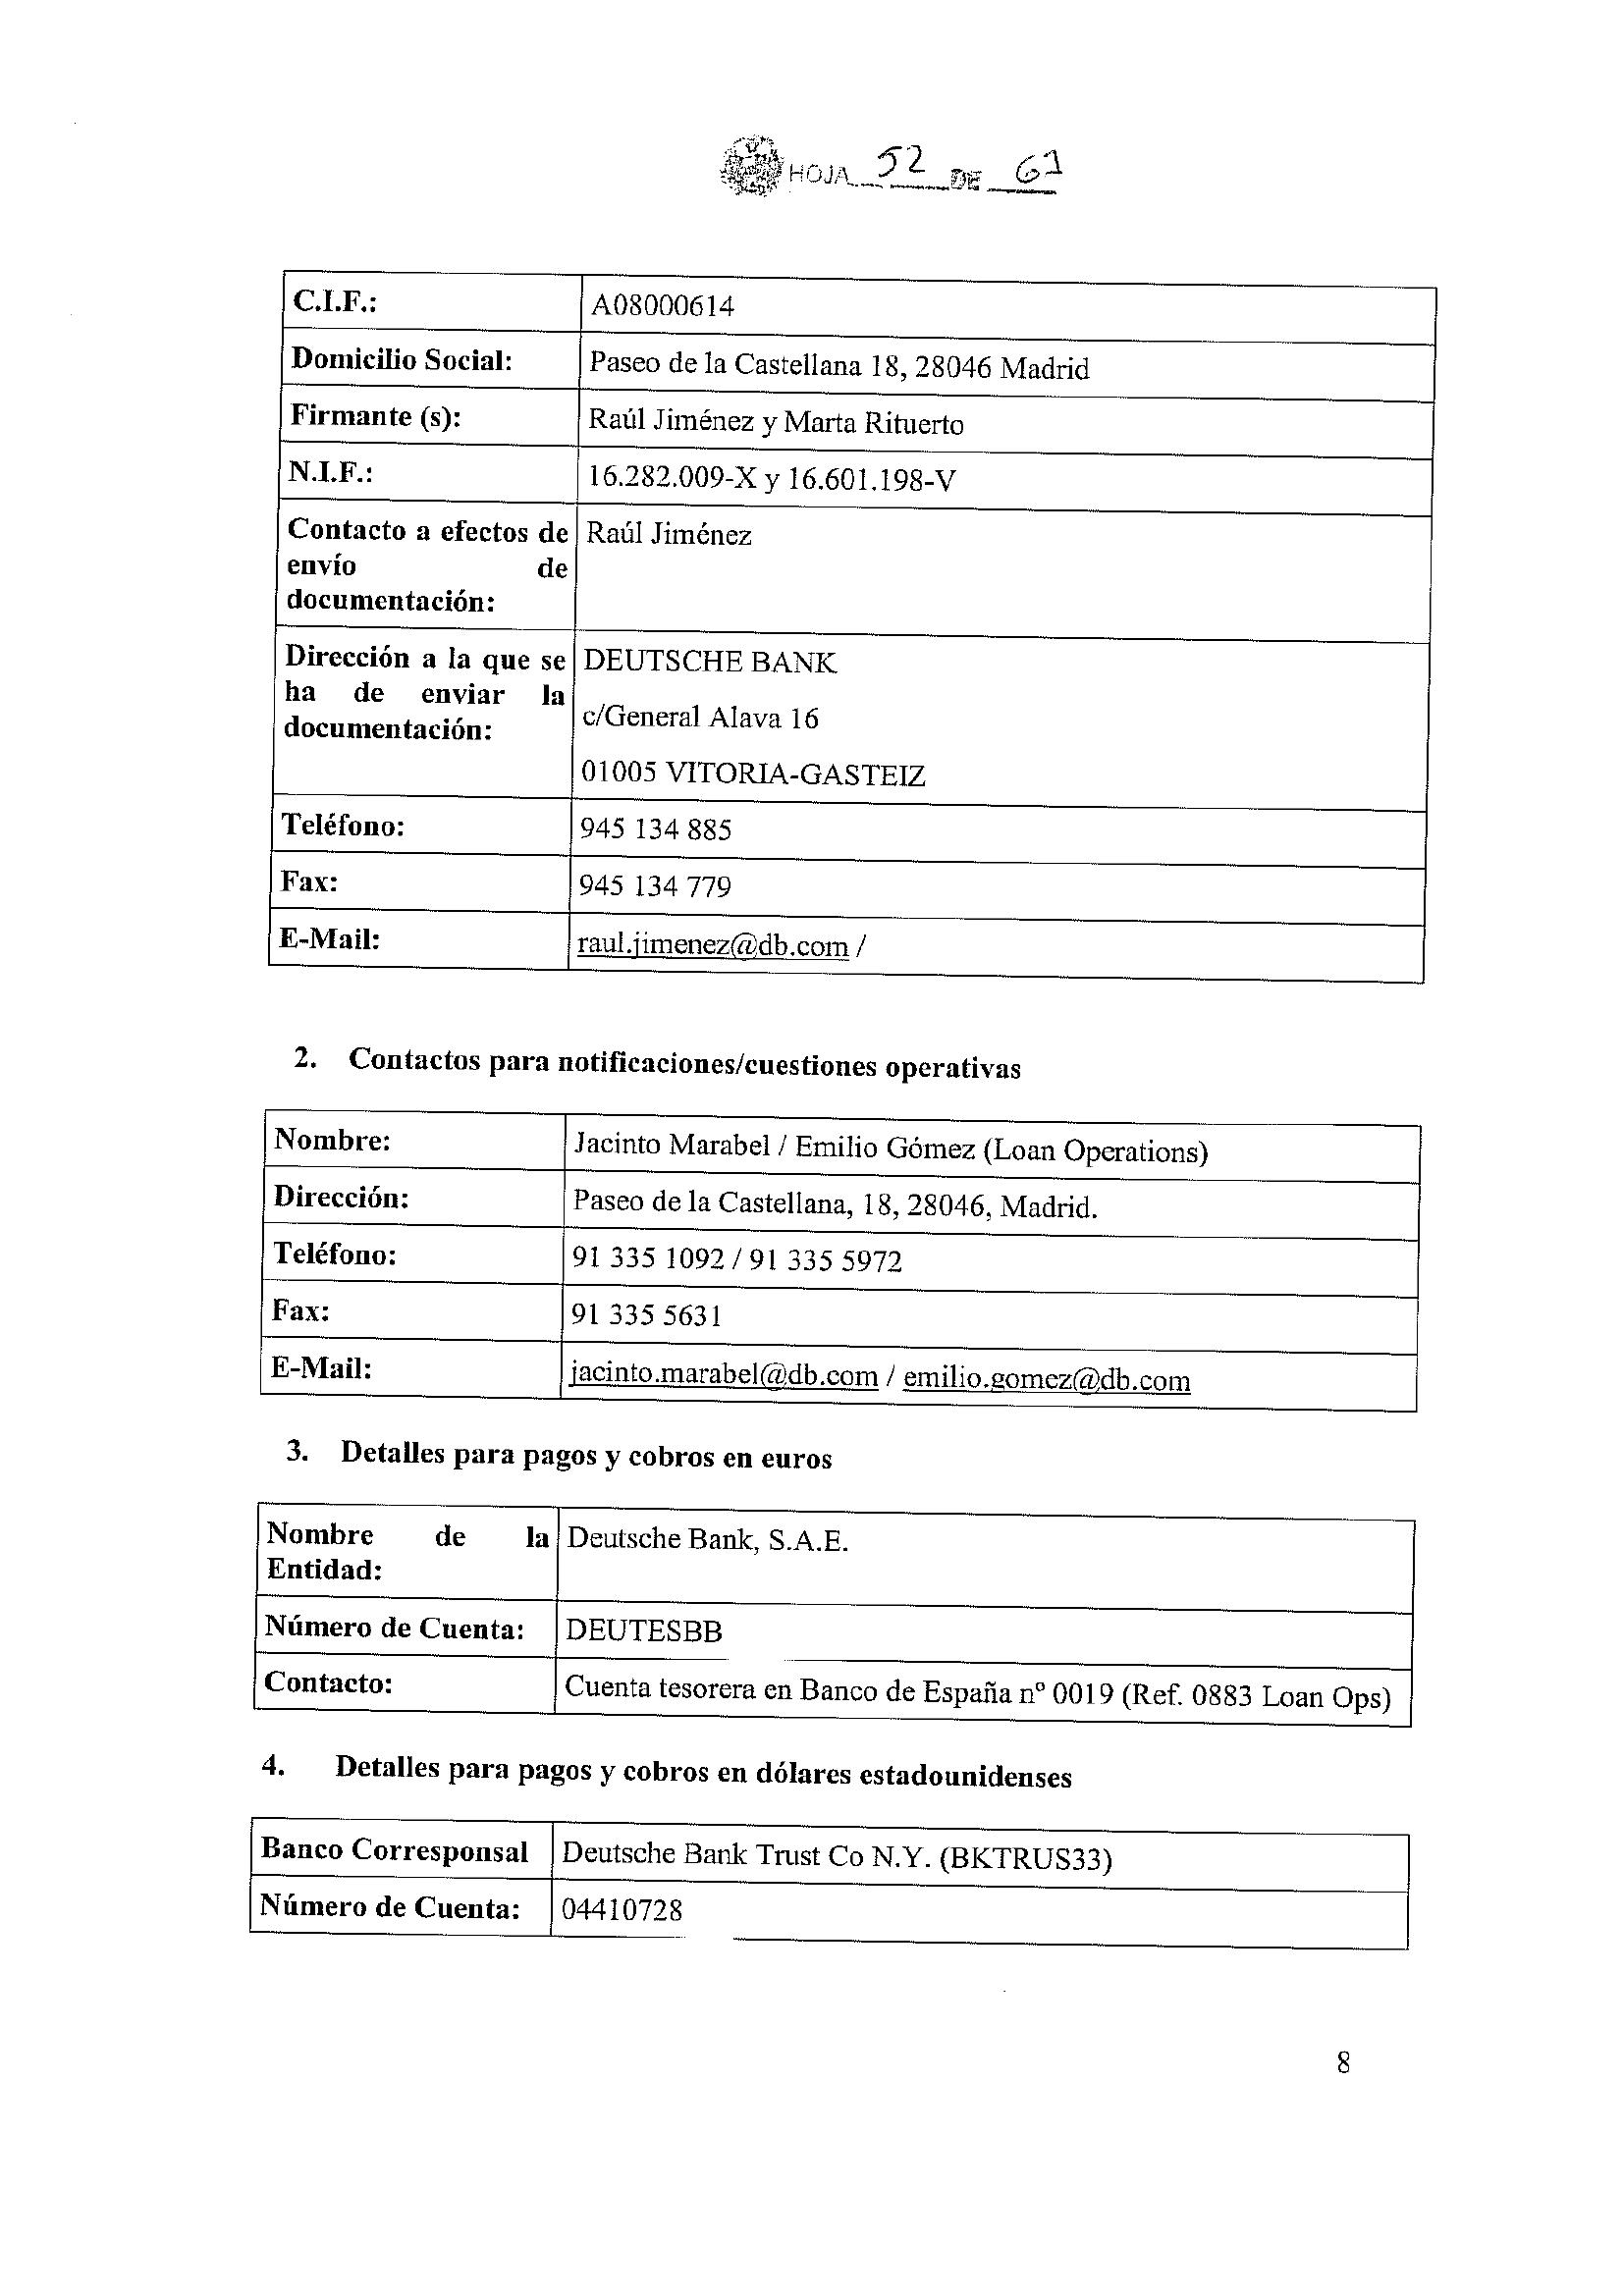 HOJA 52 DE 61
C.I.F.: A08000614
Domicilio Social: Paseo de la Castellana 18, 28046 Madrid
Firmante (s): Raúl Jiménez y Marta Rituerto
N.I.F.: 16.282.009-X y 16.601.198-V
Contacto a efectos de Raúl Jiménez
envío de
documentación:
Dirección a la que se DEUTSCHE BANK
ha de enviar la
c/General Alava 16
documentación:
01005 VITORIA-GASTEIZ
Teléfono: 945 134 885
Fax: 945 134 779
E-Mail: raul.jimenez@db.com /
2. Contactos para notificaciones/cuestiones operativas
Nombre: Jacinto Marabel / Emilio Gómez (Loan Operations)
Dirección: Paseo de la Castellana, 18, 28046, Madrid.
Teléfono: 91 335 1092 / 91 335 5972
Fax: 91 335 5631
E-Mail: jacinto.marabel@db.com / emilio.gomez@db.com
3. Detalles para pagos y cobros en euros
Nombre de la Deutsche Bank, S.A.E.
Entidad:
Número de Cuenta: DEUTESBB
Contacto: Cuenta tesorera en Banco de España nº 0019 (Ref. 0883 Loan Ops)
4. Detalles para pagos y cobros en dólares estadounidenses
Banco Corresponsal Deutsche Bank Trust Co N.Y. (BKTRUS33)
Número de Cuenta: 04410728
8